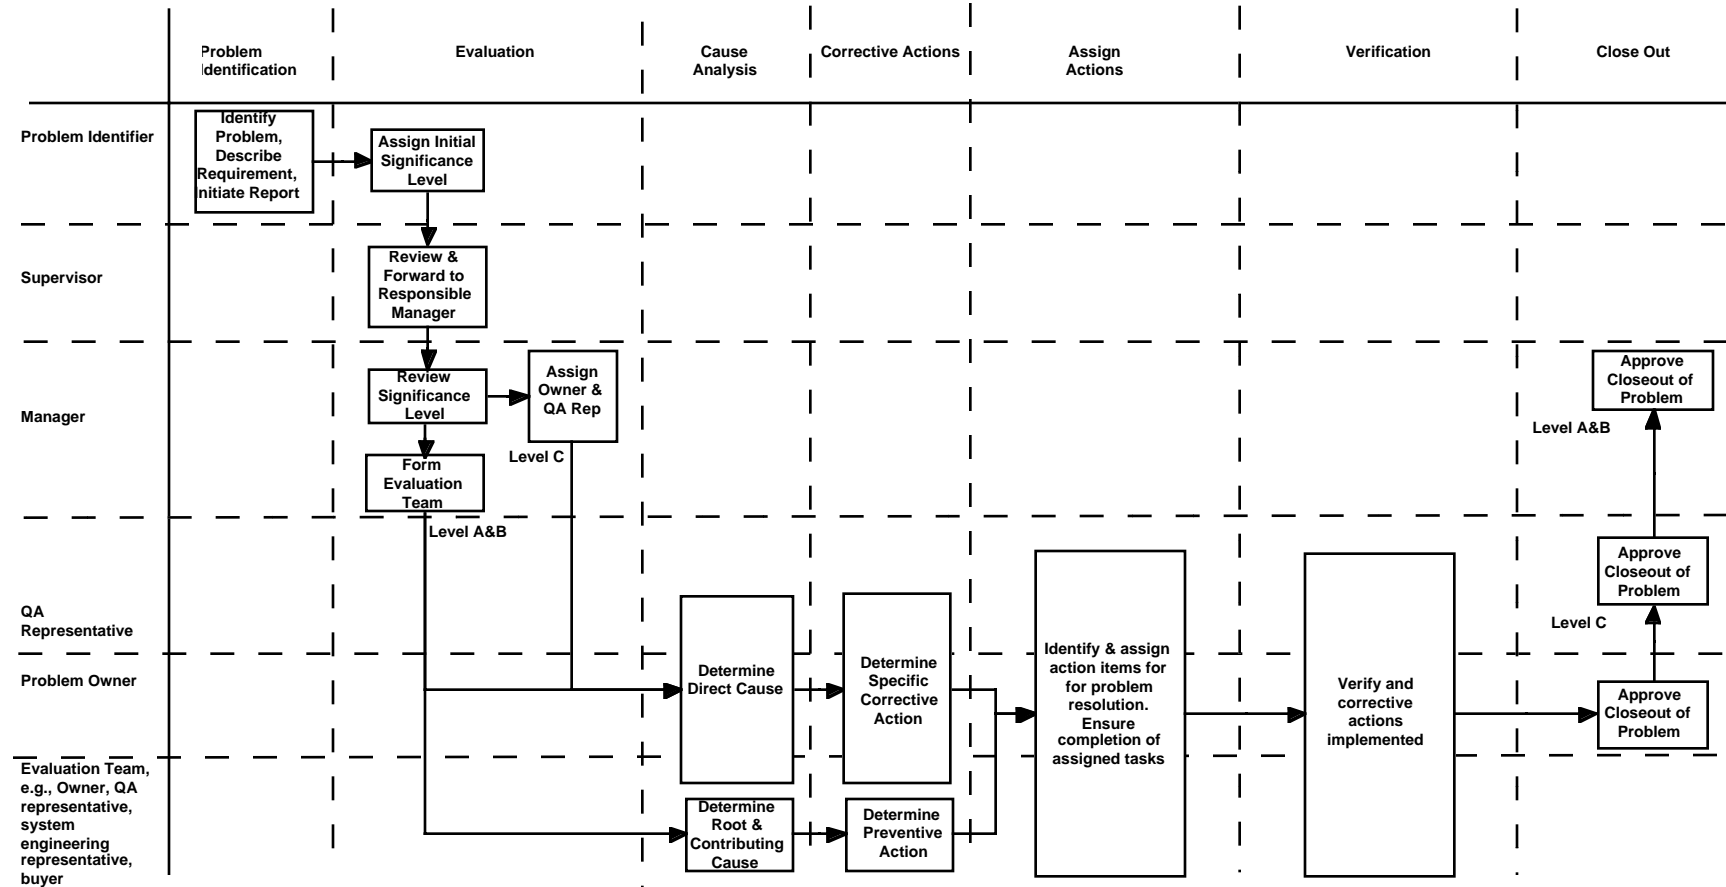 Problem
Identification
Evaluation
Cause
Analysis
Corrective Actions
Assign
Actions
Verification
Close Out
Problem Identifier
Identify
Problem,
Describe
Requirement,
Initiate Report
Assign Initial
Significance
Level
Supervisor
Review &
Forward to
Responsible
Manager
Manager
Review
Significance
Level
Assign
Owner &
QA Rep
Level C
Form
Evaluation
Team
Level A&B
Approve
Closeout of
Problem
Level A&B
QA
Representative
Approve
Closeout of
Problem
Level C
Problem Owner
Determine
Direct Cause
Determine
Specific
Corrective
Action
Identify & assign
action items for
for problem
resolution.
Ensure
completion of
assigned tasks
Verify and
corrective
actions
implemented
Approve
Closeout of
Problem
Evaluation Team,
e.g., Owner, QA
representative,
system
engineering
representative,
buyer
Determine
Root &
Contributing
Cause
Determine
Preventive
Action